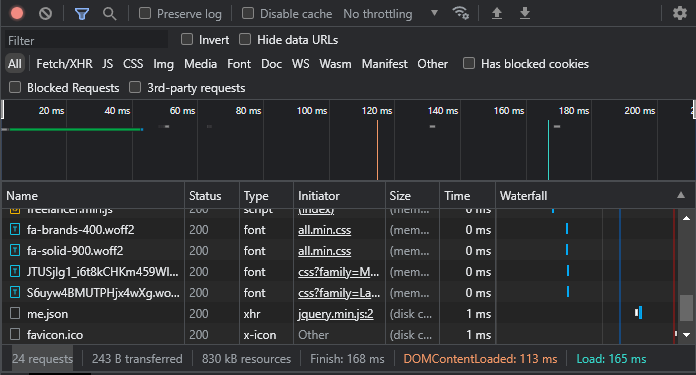 Preserve log Disable cache No throttling
Filter Invert Hide data URLs
All Fetch/XHR JS CSS Img Media Font Doc WS Wasm Manifest Other Has blocked cookies
Blocked Requests 3rd-party requests
20 ms 40 ms 60 ms 80 ms 100 ms 120 ms 140 ms 160 ms 180 ms 200 ms 2
Name Status Type Initiator Size Time Waterfall
freelancer.min.js 200 script (index) (mem... 0 ms
fa-brands-400.woff2 200 font all.min.css (mem... 0 ms
fa-solid-900.woff2 200 font all.min.css (mem... 0 ms
JTUSjIg1_i6t8kCHKm459Wl... 200 font css?family=M... (mem... 0 ms
S6uyw4BMUTPHjx4wXg.wo... 200 font css?family=La... (mem... 0 ms
me.json 200 xhr jquery.min.js:2 (disk c... 1 ms
favicon.ico 200 x-icon Other (disk c... 1 ms
24 requests 243 B transferred 830 kB resources Finish: 168 ms DOMContentLoaded: 113 ms Load: 165 ms